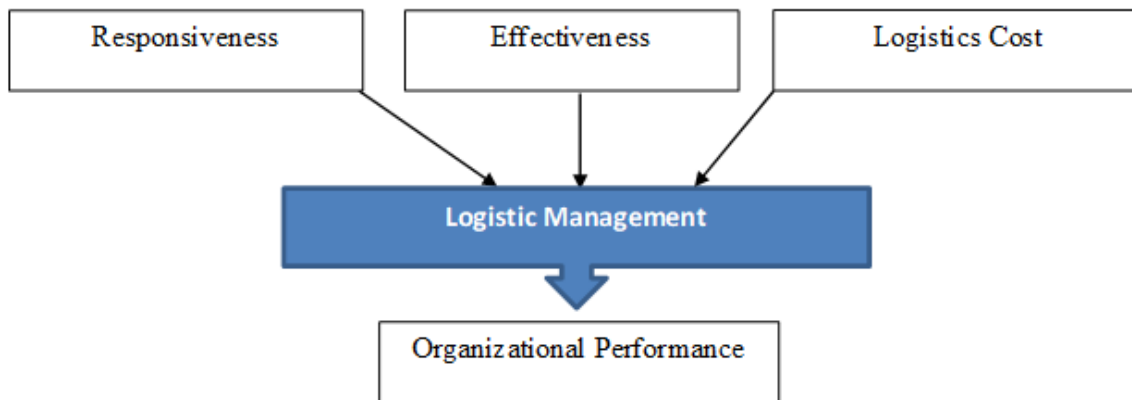 Responsiveness
Effectiveness
Logistics Cost
Logistic Management
Organizational Performance